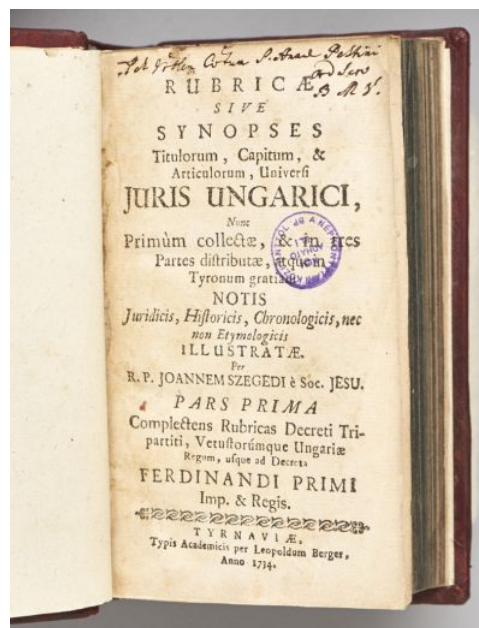 Ord Serv
B M V.
RUBRICÆ
SIVE
SYNOPSES
Titulorum, Capitum, &
Articulorum, Universi
JURIS UNGARICI,
Nunc
Primùm collectæ, & in tres
Partes distributæ, atque in
Tyronum gratiam
NOTIS
Juridicis, Historicis, Chronologicis, nec
non Etymologicis
ILLUSTRATÆ.
Per
R. P. JOANNEM SZEGEDI è Soc. JESU.
PARS PRIMA
Complectens Rubricas Decreti Tri-
partiti, Vetustorúmque Ungariæ
Regum, usque ad Decreta
FERDINANDI PRIMI
Imp. & Regis.
TYRNAVIÆ,
Typis Academicis per Leopoldum Berger,
Anno 1734.